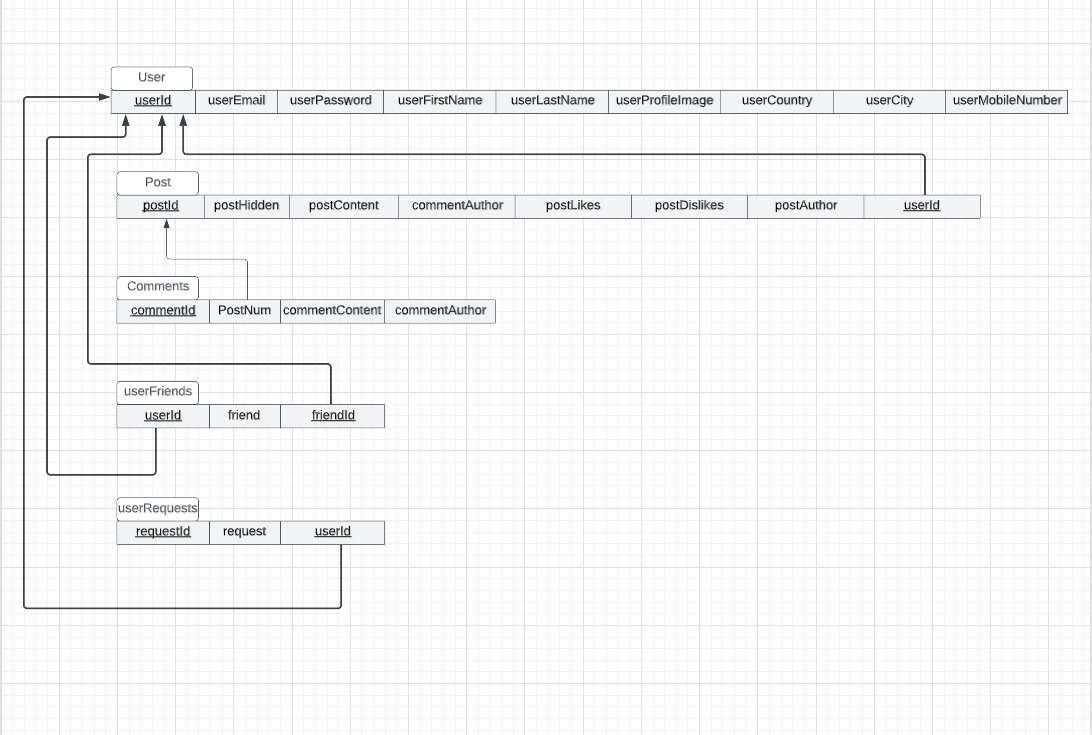 User
userId userEmail userPassword userFirstName userLastName userProfileImage userCountry userCity userMobileNumber
Post
postId postHidden postContent commentAuthor postLikes postDislikes postAuthor userId
Comments
commentId PostNum commentContent commentAuthor
userFriends
userId friend friendId
userRequests
requestId request userId